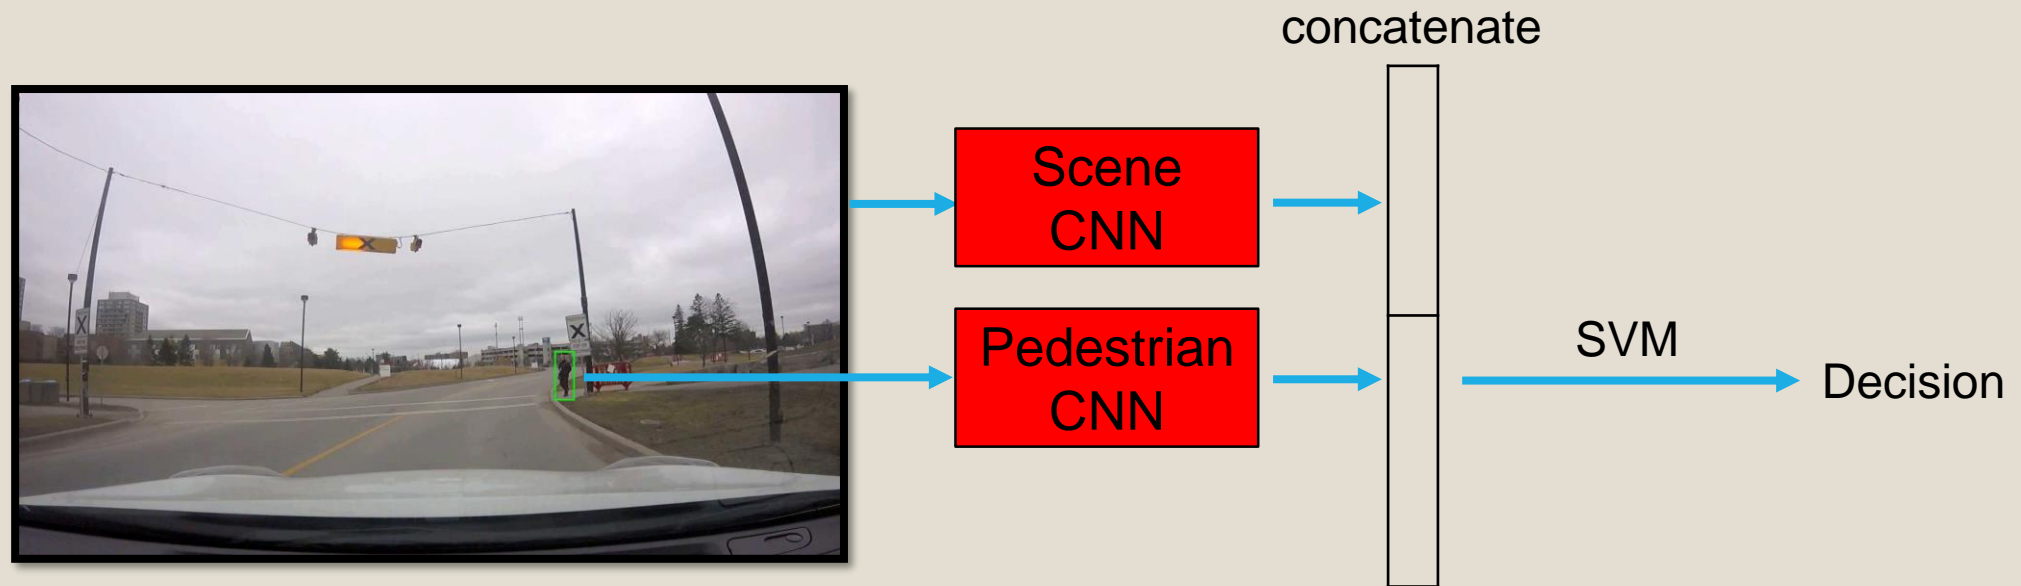 concatenate
Scene
CNN
Pedestrian
CNN
SVM
Decision
X
X
X